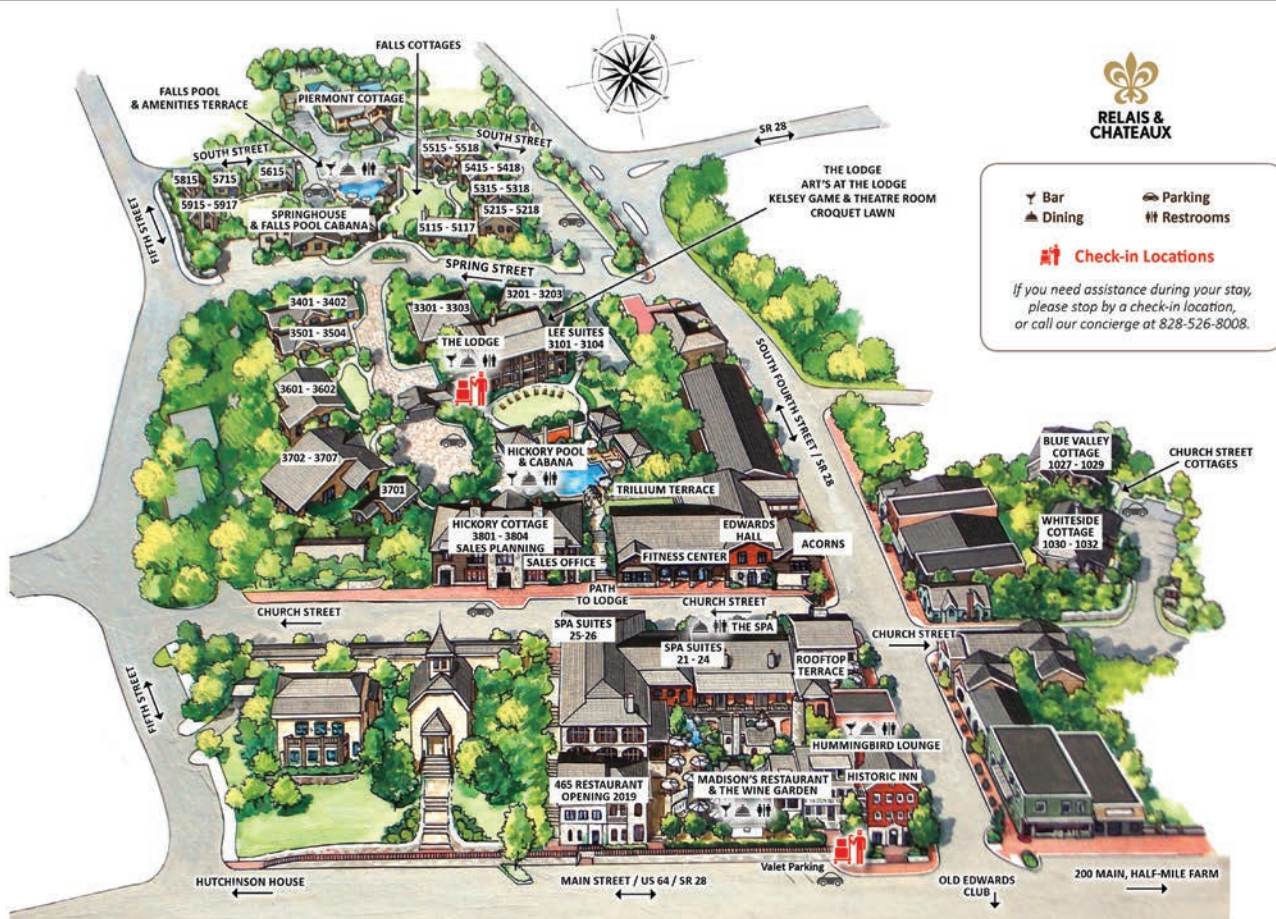 FALLS COTTAGES
FALLS POOL
& AMENITIES TERRACE
PIERMONT COTTAGE
SR 28
RELAIS &
CHATEAUX
SOUTH STREET
5515 - 5518
SOUTH STREET
5415 - 5418
5815
5715
5615
5315 - 5318
5915 - 5917
5215 - 5218
SPRINGHOUSE
& FALLS POOL CABANA
5115 - 5117
FIFTH STREET
THE LODGE
ART'S AT THE LODGE
KELSEY GAME & THEATRE ROOM
CROQUET LAWN
Bar
Parking
Dining
Restrooms
Check-in Locations
If you need assistance during your stay,
please stop by a check-in location,
or call our concierge at 828-526-8008.
SPRING STREET
3401 - 3402
3301 - 3303
3201 - 3203
3501 - 3504
THE LODGE
LEE SUITES
3101 - 3104
3601 - 3602
SOUTH FOURTH STREET / SR 28
3702 - 3707
HICKORY POOL
& CABANA
BLUE VALLEY
COTTAGE
1027 - 1029
CHURCH STREET
COTTAGES
3701
TRILLIUM TERRACE
HICKORY COTTAGE
3801 - 3804
SALES PLANNING
SALES OFFICE
FITNESS CENTER
EDWARDS
HALL
ACORNS
WHITESIDE
COTTAGE
1030 - 1032
PATH
TO LODGE
CHURCH STREET
CHURCH STREET
CHURCH STREET
SPA SUITES
25-26
THE SPA
SPA SUITES
21 - 24
ROOFTOP
TERRACE
FIFTH STREET
HUMMINGBIRD LOUNGE
465 RESTAURANT
OPENING 2019
MADISON'S RESTAURANT
& THE WINE GARDEN
HISTORIC INN
Valet Parking
HUTCHINSON HOUSE
MAIN STREET / US 64 / SR 28
OLD EDWARDS
CLUB
200 MAIN, HALF-MILE FARM